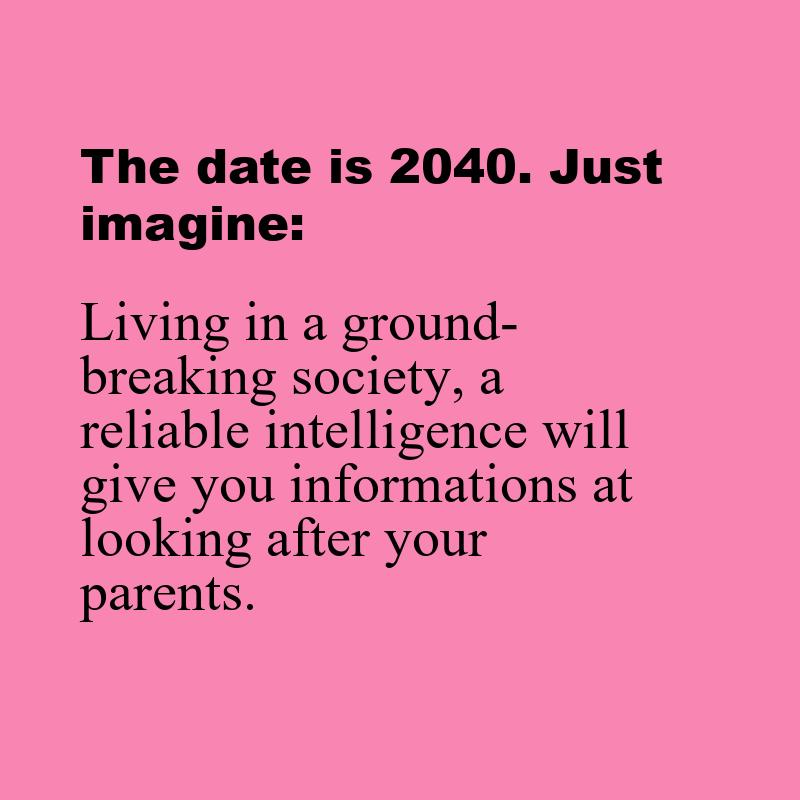 The date is 2040. Just
imagine:
Living in a ground-
breaking society, a
reliable intelligence will
give you informations at
looking after your
parents.